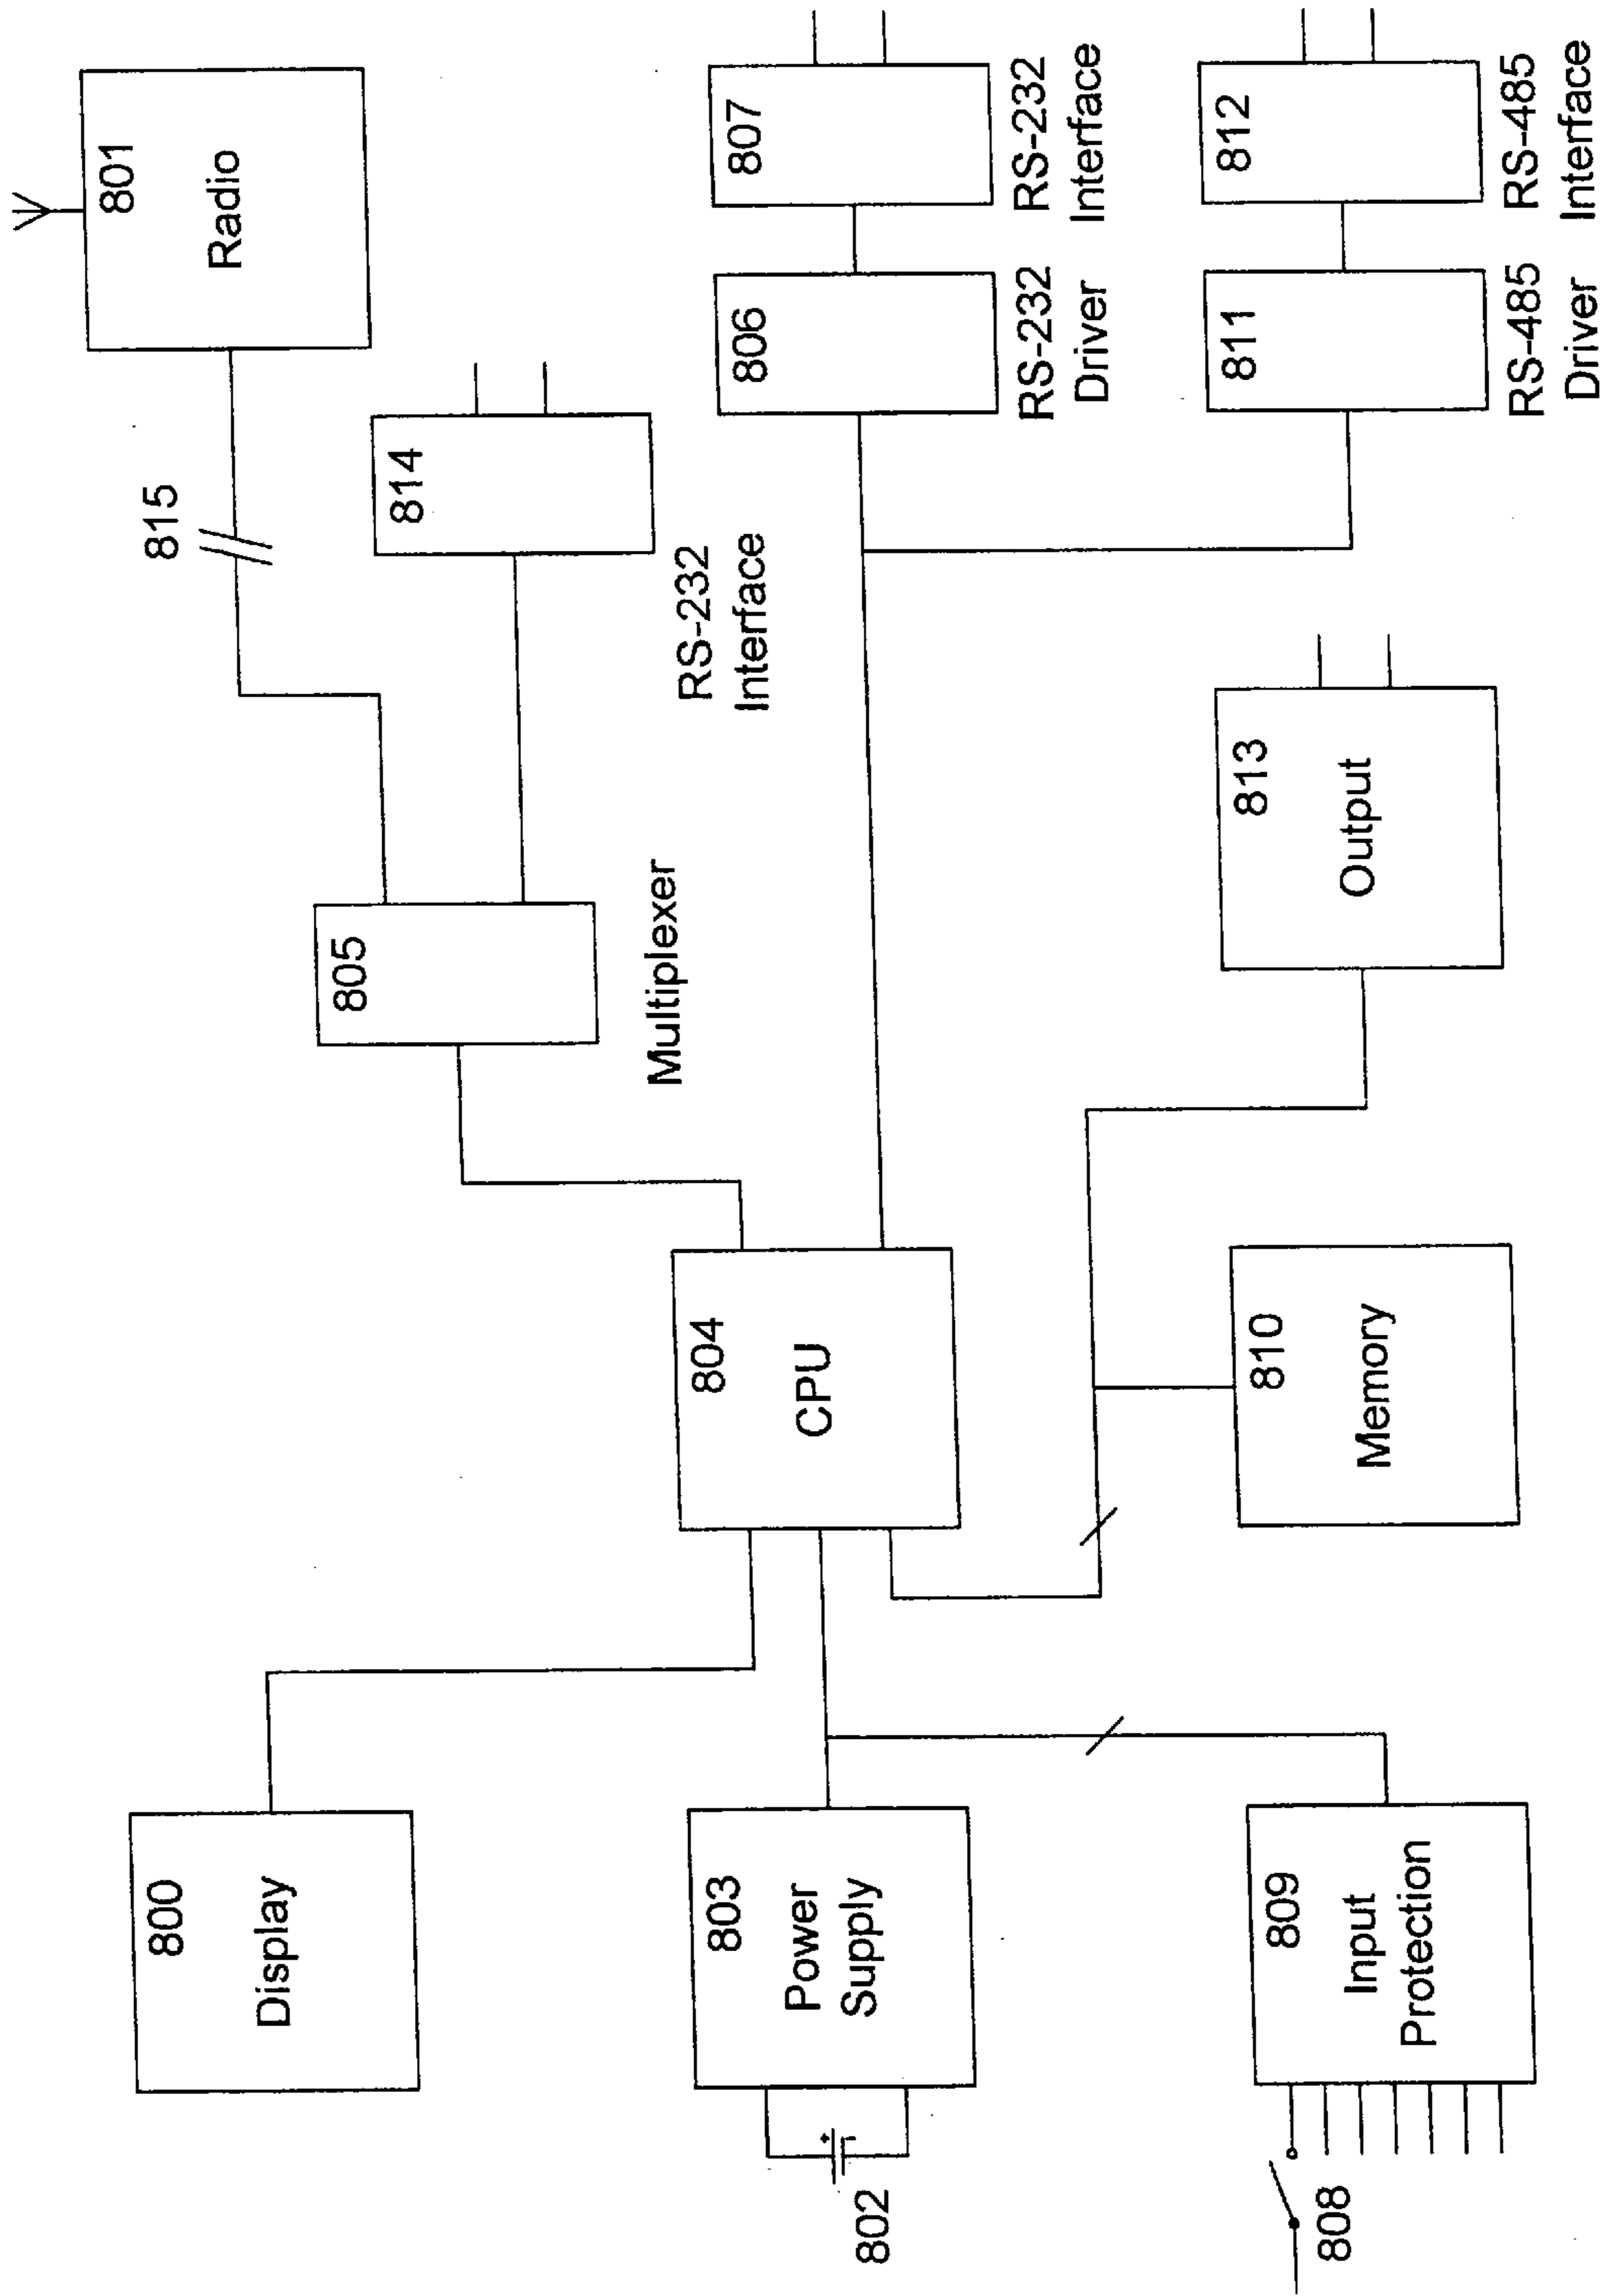 800
Display
801
Radio
815
814
RS-232
Interface
805
Multiplexer
802
803
Power
Supply
804
CPU
806
RS-232
Driver
807
RS-232
Interface
808
809
Input
Protection
810
Memory
813
Output
811
RS-485
Driver
812
RS-485
Interface